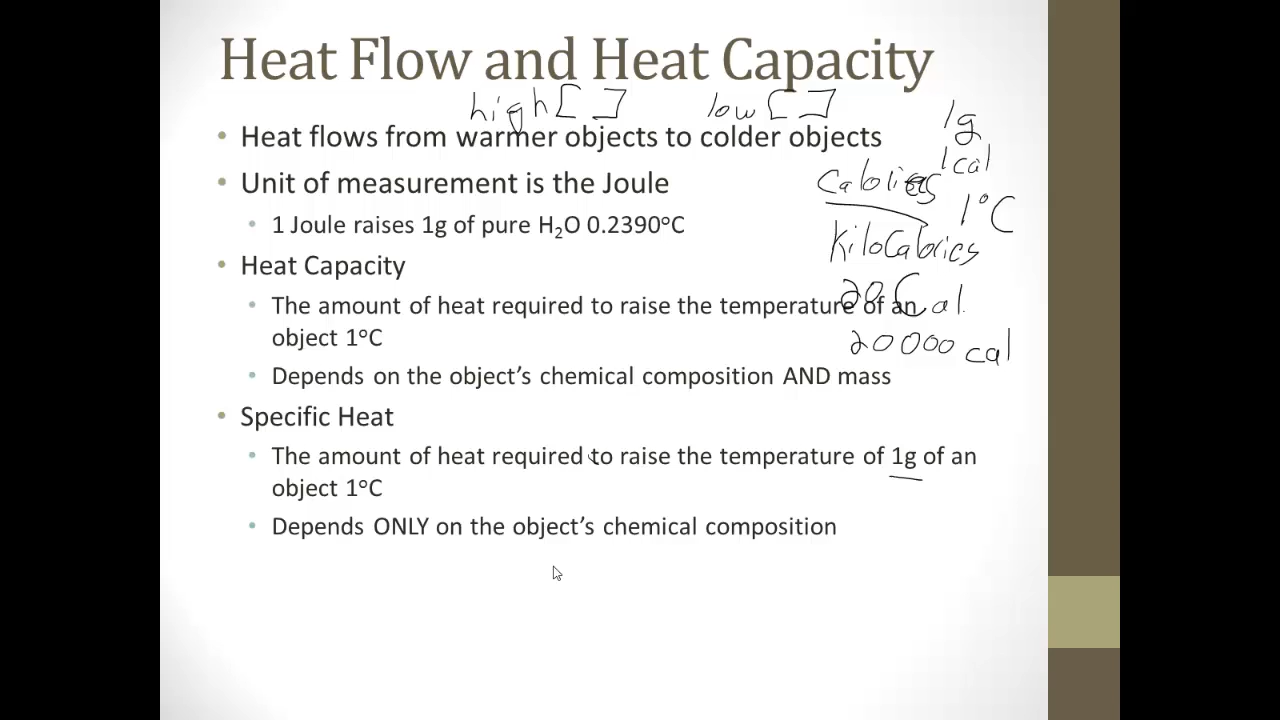 Heat Flow and Heat Capacity
high [ ] low [ ]
• Heat flows from warmer objects to colder objects
1g
1cal
1°C
• Unit of measurement is the Joule
Calories
• 1 Joule raises 1g of pure H₂O 0.2390°C
KiloCalories
• Heat Capacity
20 Cal
• The amount of heat required to raise the temperature of an
object 1°C
20000 cal
• Depends on the object's chemical composition AND mass
• Specific Heat
• The amount of heat required to raise the temperature of 1g of an
object 1°C
• Depends ONLY on the object's chemical composition